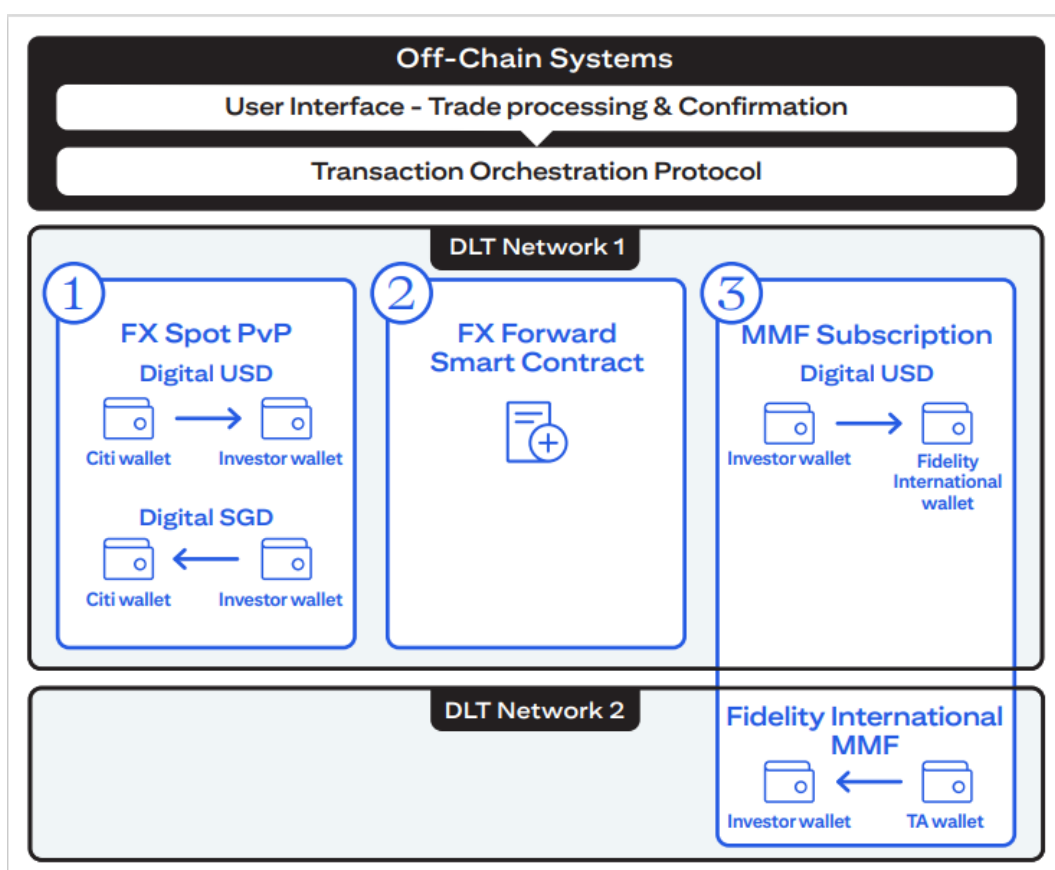 Off-Chain Systems
User Interface - Trade processing & Confirmation
Transaction Orchestration Protocol
DLT Network 1
1
FX Spot PvP
Digital USD
Citi wallet
Investor wallet
Digital SGD
Citi wallet
Investor wallet
2
FX Forward
Smart Contract
3
MMF Subscription
Digital USD
Investor wallet
Fidelity
International
wallet
DLT Network 2
Fidelity International
MMF
Investor wallet
TA wallet